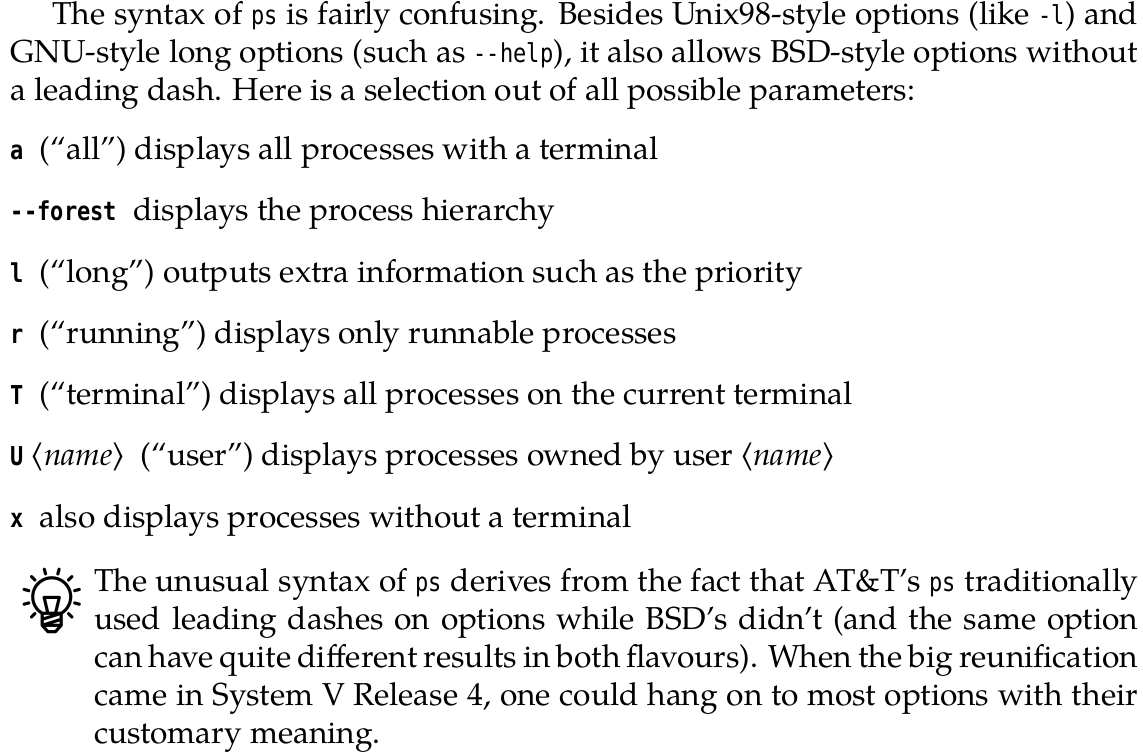 The syntax of ps is fairly confusing. Besides Unix98-style options (like -l) and
GNU-style long options (such as --help), it also allows BSD-style options without
a leading dash. Here is a selection out of all possible parameters:
a (“all”) displays all processes with a terminal
--forest displays the process hierarchy
l (“long”) outputs extra information such as the priority
r (“running”) displays only runnable processes
T (“terminal”) displays all processes on the current terminal
U ⟨name⟩ (“user”) displays processes owned by user ⟨name⟩
x also displays processes without a terminal
The unusual syntax of ps derives from the fact that AT&T’s ps traditionally
used leading dashes on options while BSD’s didn’t (and the same option
can have quite different results in both flavours). When the big reunification
came in System V Release 4, one could hang on to most options with their
customary meaning.